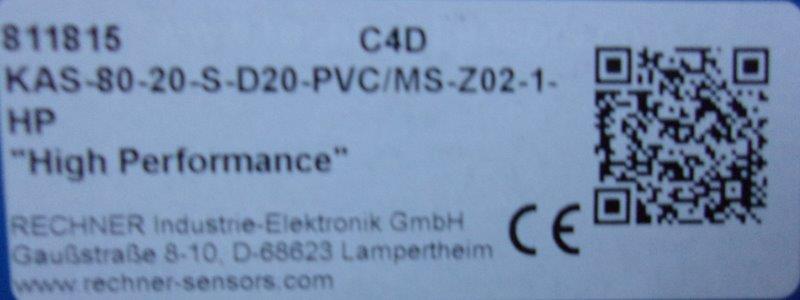 811815 C4D
KAS-80-20-S-D20-PVC/MS-Z02-1-
HP
"High Performance"
RECHNER Industrie-Elektronik GmbH
Gaußstraße 8-10, D-68623 Lampertheim
www.rechner-sensors.com
CE